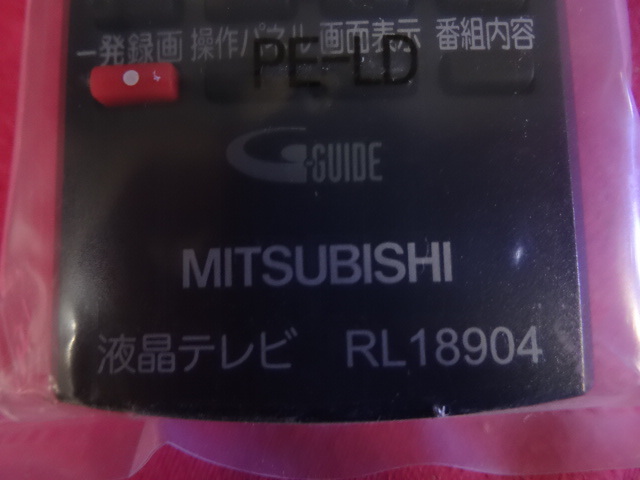 一発録画 操作パネル 画面表示 番組内容
PE-LD
G-GUIDE
MITSUBISHI
液晶テレビ RL18904